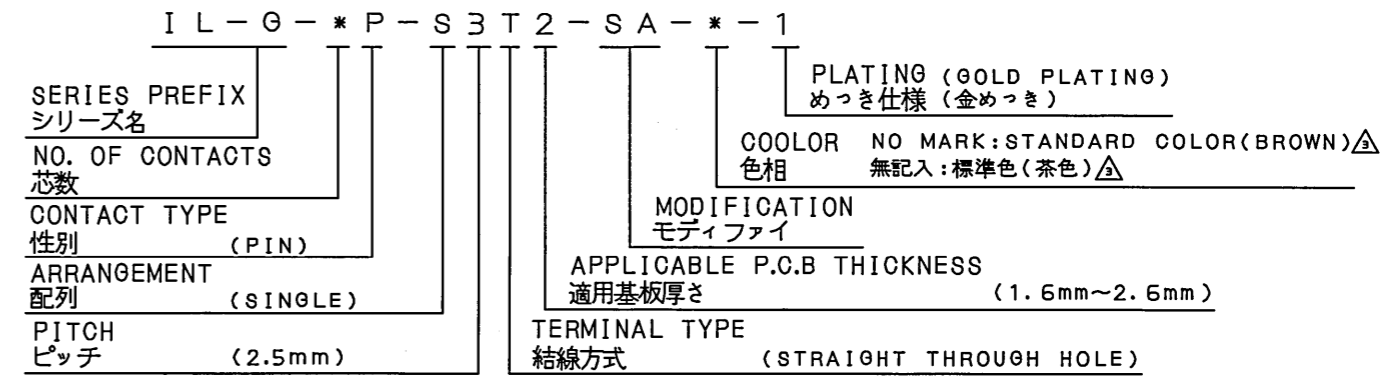 IL-G-*P-S3T2-SA-*-1
PLATING (GOLD PLATING)
めっき仕様 (金めっき)
SERIES PREFIX
シリーズ名
COOLOR NO MARK:STANDARD COLOR(BROWN)3
色相 無記入:標準色(茶色)3
NO. OF CONTACTS
芯数
MODIFICATION
モディファイ
CONTACT TYPE
性別 (PIN)
APPLICABLE P.C.B THICKNESS
適用基板厚さ (1.6mm~2.6mm)
ARRANGEMENT
配列 (SINGLE)
TERMINAL TYPE
結線方式 (STRAIGHT THROUGH HOLE)
PITCH
ピッチ (2.5mm)